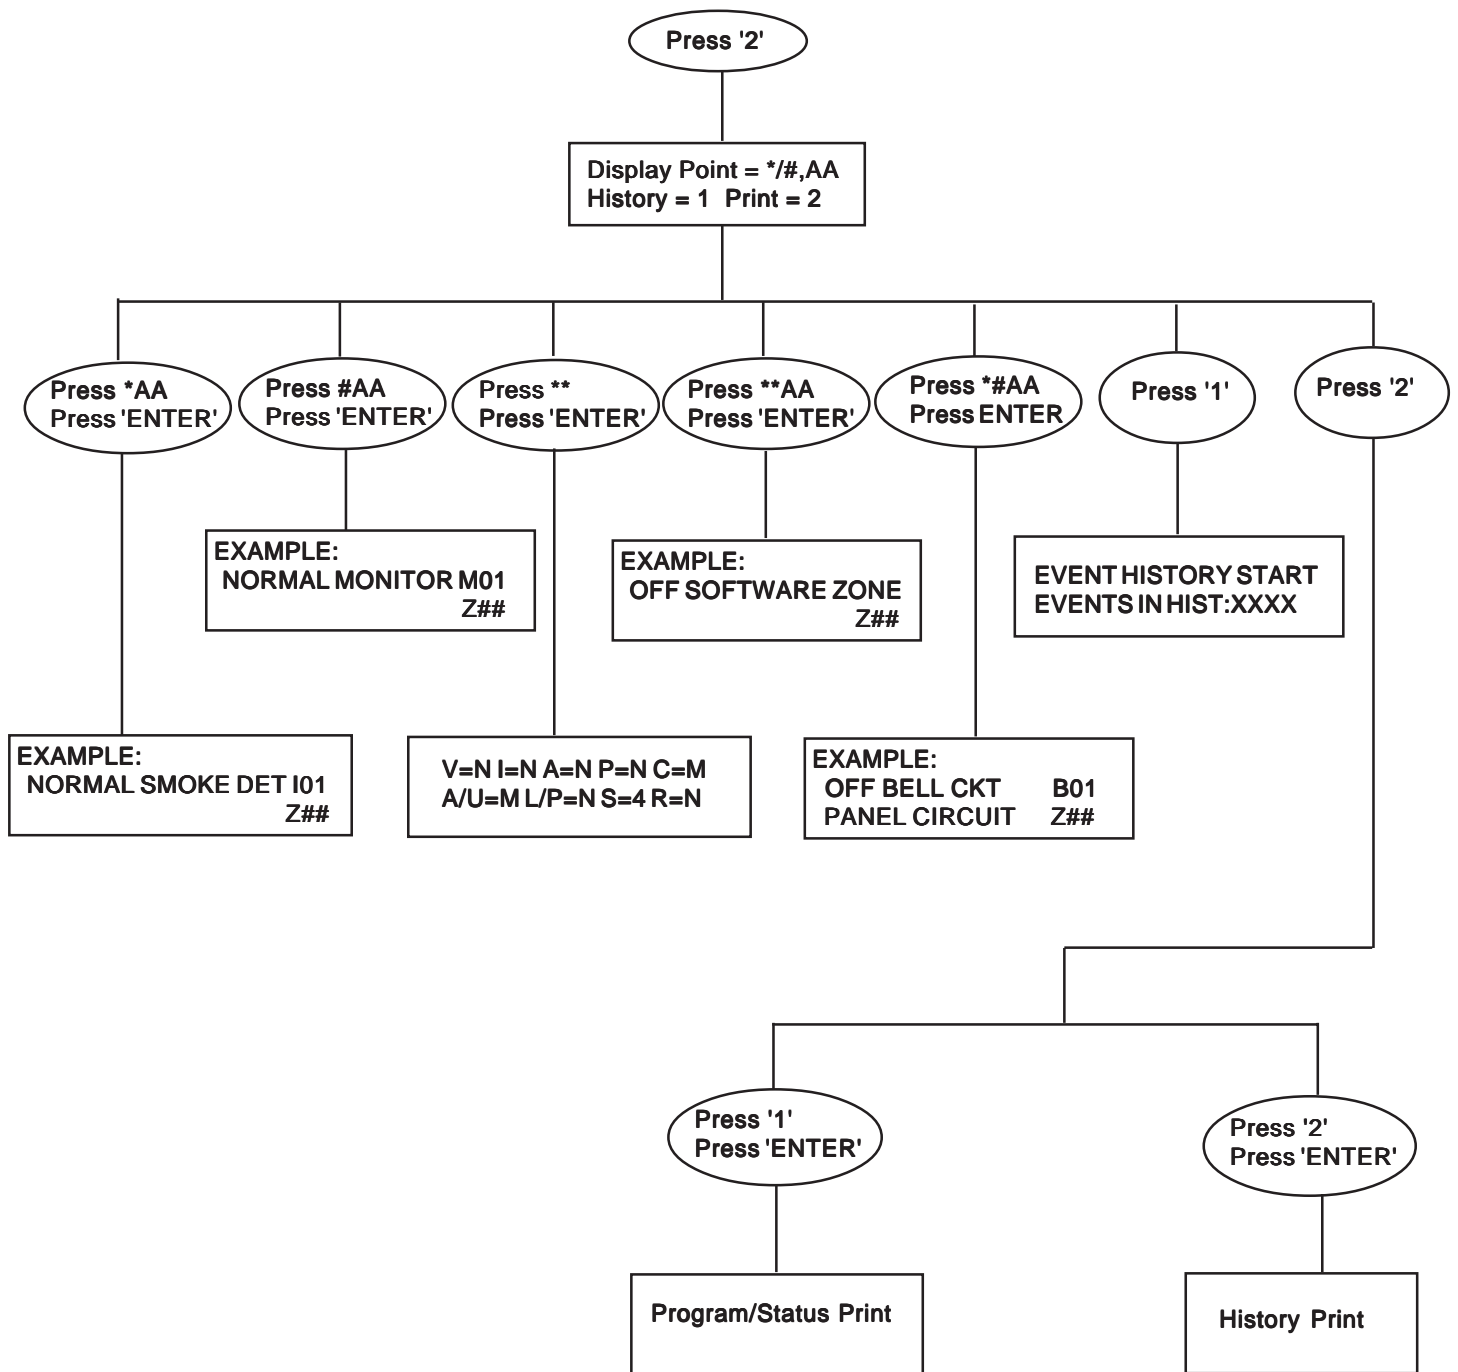 Press '2'
Display Point = */#,AA
History = 1 Print = 2
Press *AA
Press 'ENTER'
Press #AA
Press 'ENTER'
Press **
Press 'ENTER'
Press **AA
Press 'ENTER'
Press *#AA
Press ENTER
Press '1'
Press '2'
EXAMPLE:
NORMAL MONITOR M01
Z##
EXAMPLE:
OFF SOFTWARE ZONE
Z##
EVENT HISTORY START
EVENTS IN HIST:XXXX
EXAMPLE:
NORMAL SMOKE DET I01
Z##
V=N I=N A=N P=N C=M
A/U=M L/P=N S=4 R=N
EXAMPLE:
OFF BELL CKT B01
PANEL CIRCUIT Z##
Press '1'
Press 'ENTER'
Press '2'
Press 'ENTER'
Program/Status Print
History Print